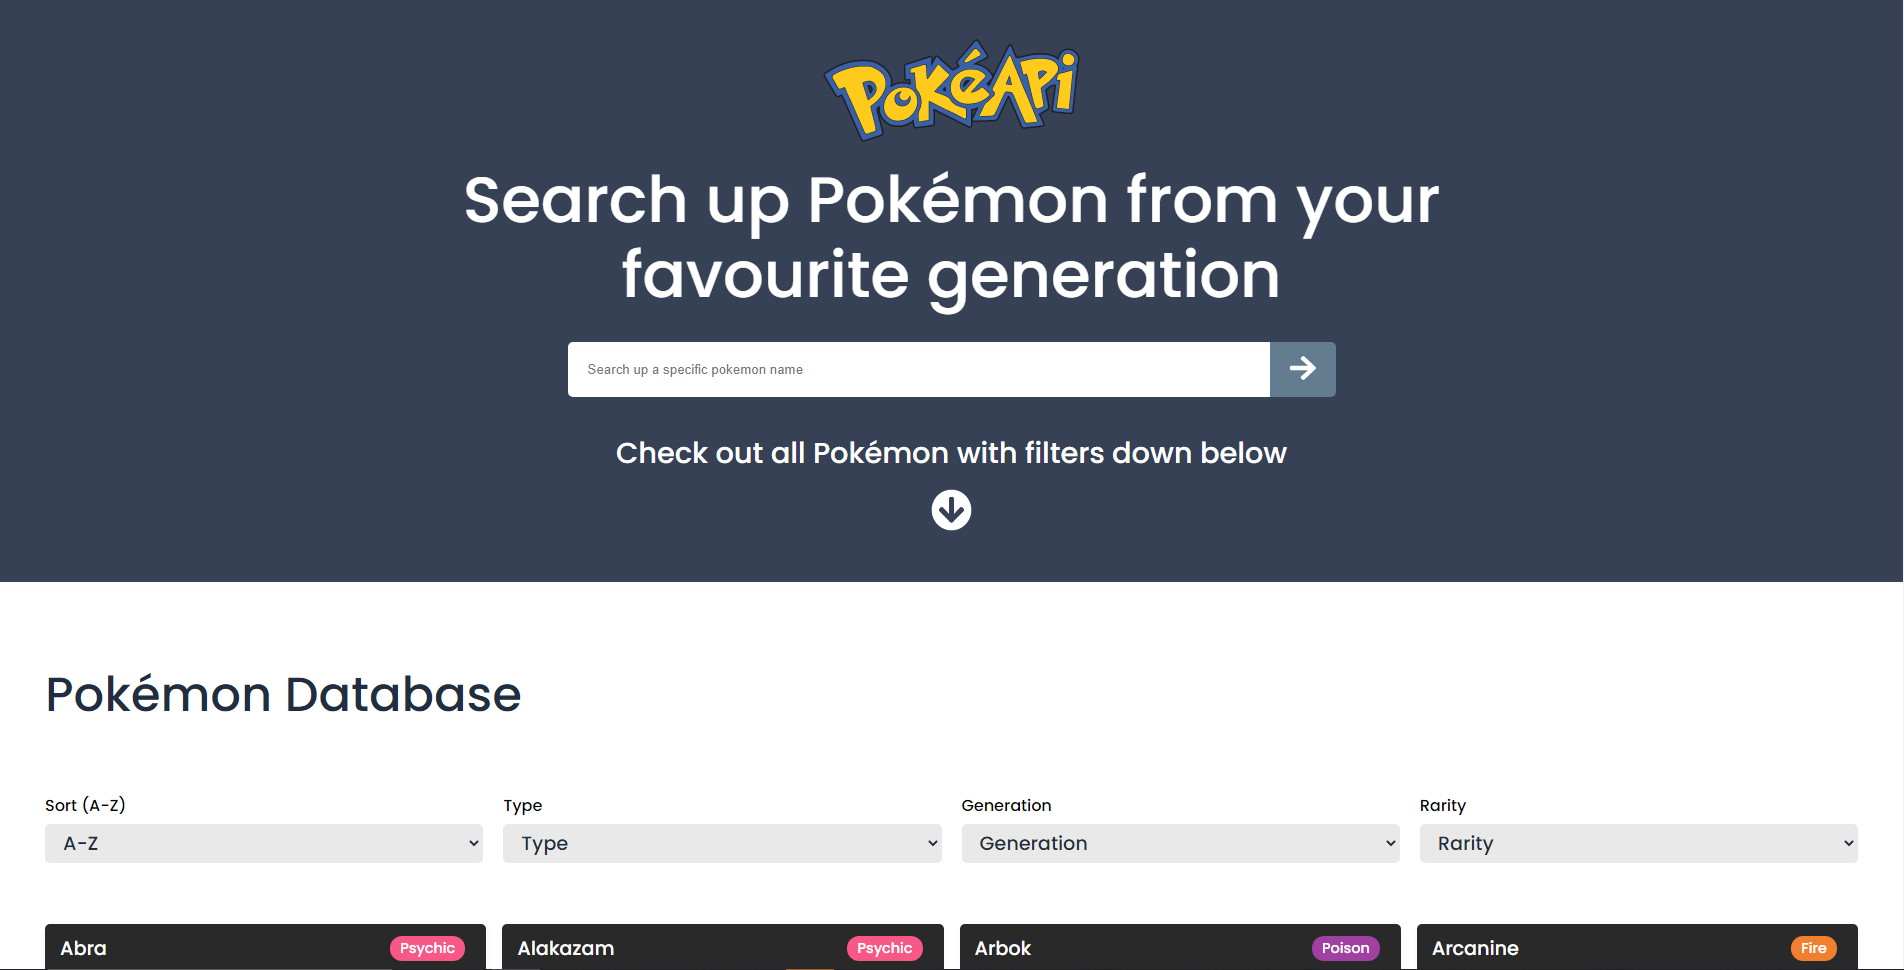 PokéApi
Search up Pokémon from your
favourite generation
Search up a specific pokemon name
Check out all Pokémon with filters down below
Pokémon Database
Sort (A-Z)
Type
Generation
Rarity
A-Z
Type
Generation
Rarity
Abra
Psychic
Alakazam
Psychic
Arbok
Poison
Arcanine
Fire